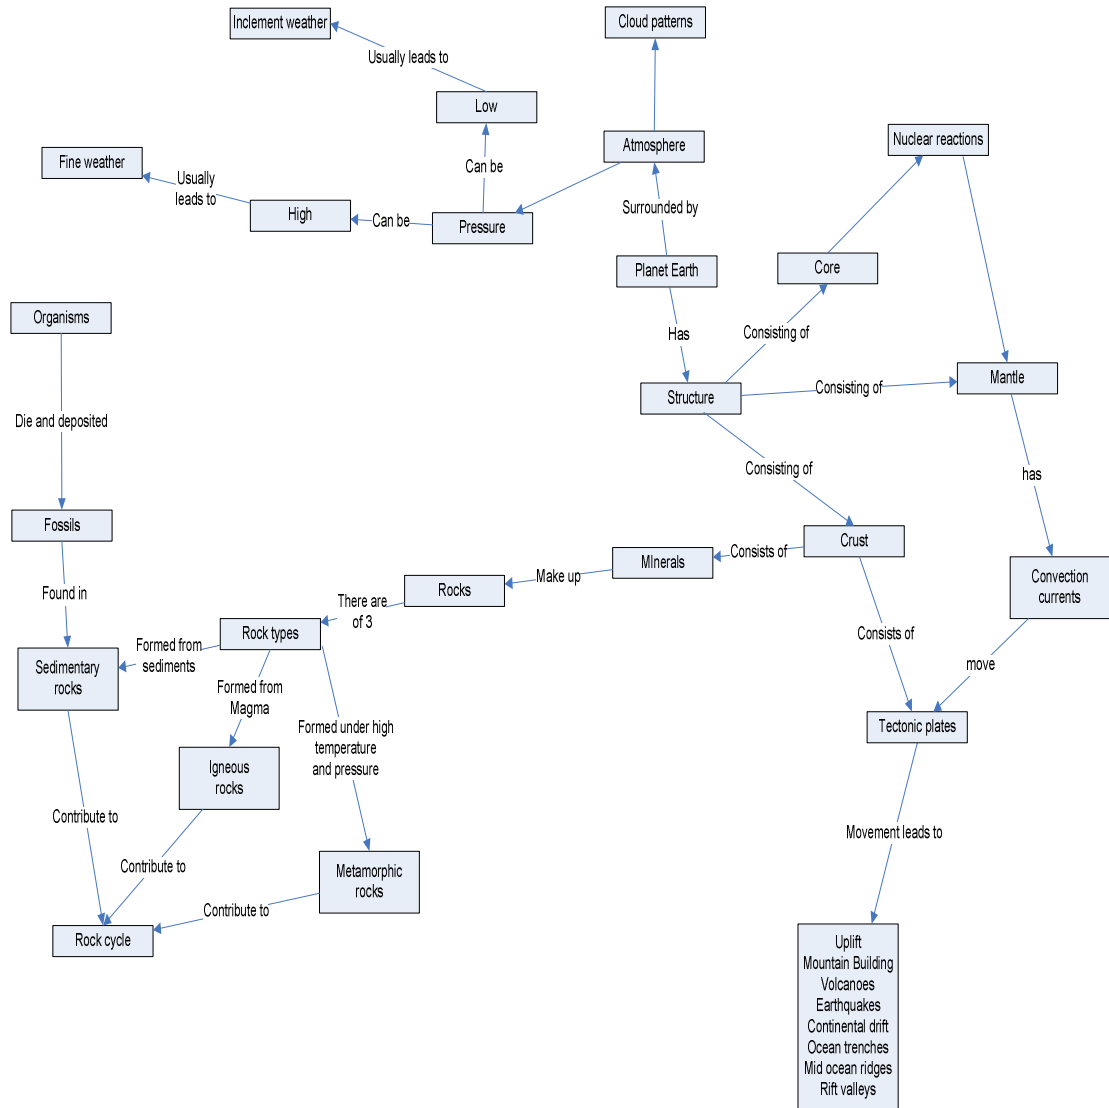 Inclement weather
Cloud patterns
Usually leads to
Low
Nuclear reactions
Atmosphere
Fine weather
Can be
Usually
leads to
High
Can be
Pressure
Surrounded by
Planet Earth
Core
Organisms
Has
Consisting of
Structure
Consisting of
Mantle
Die and deposited
Consisting of
has
Fossils
Crust
MInerals
Consists of
Make up
Rocks
Convection
currents
Found in
There are
of 3
Rock types
Formed from
sediments
Consists of
Sedimentary
rocks
move
Formed from
Magma
Formed under high
temperature
and pressure
Tectonic plates
Igneous
rocks
Contribute to
Movement leads to
Contribute to
Metamorphic
rocks
Contribute to
Rock cycle
Uplift
Mountain Building
Volcanoes
Earthquakes
Continental drift
Ocean trenches
Mid ocean ridges
Rift valleys